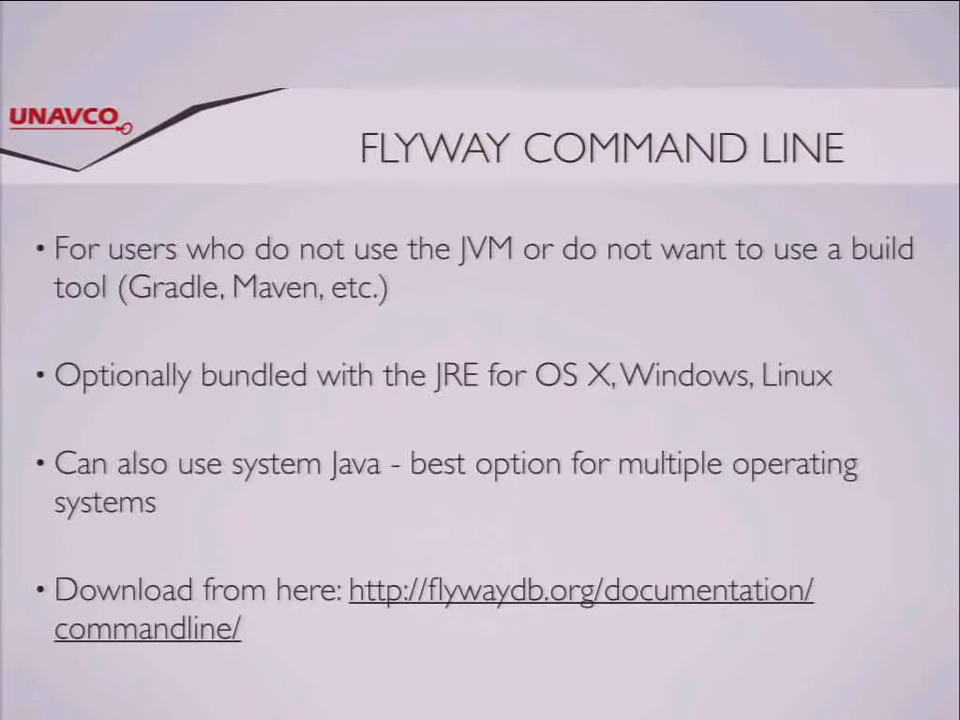 UNAVCO
FLYWAY COMMAND LINE
• For users who do not use the JVM or do not want to use a build
tool (Gradle, Maven, etc.)
• Optionally bundled with the JRE for OS X, Windows, Linux
• Can also use system Java - best option for multiple operating
systems
• Download from here: http://flywaydb.org/documentation/
commandline/